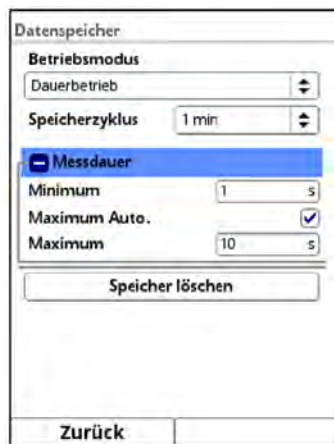 Datenspeicher
Betriebsmodus
Dauerbetrieb
Speicherzyklus 1 min
Messdauer
Minimum 1 s
Maximum Auto.
Maximum 10 s
Speicher löschen
Zurück